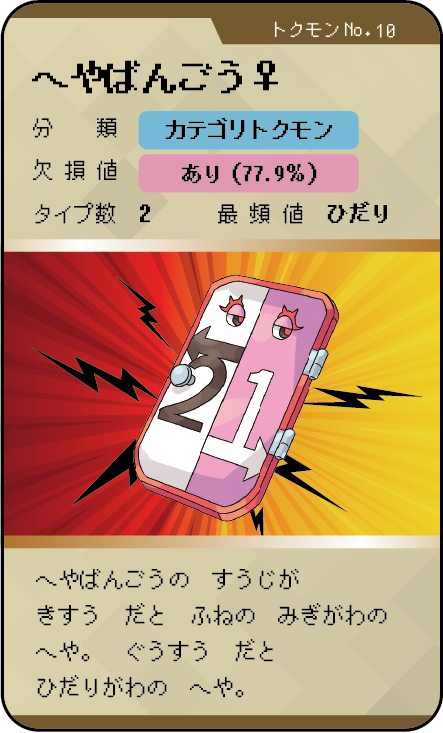 トクモンNo.10
へやばんごう♀
分類 カテゴリトクモン
欠損値 あり (77.9%)
タイプ数 2 最頻値 ひだり
2 1
へやばんごうの すうじが
きすう だと ふねの みぎがわの
へや。 ぐうすう だと
ひだりがわの へや。